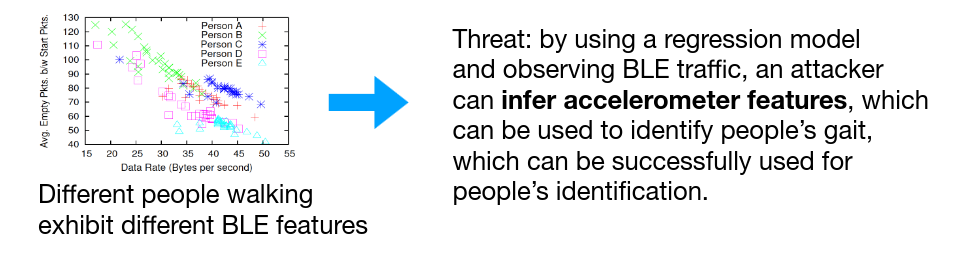 Avg. Empty Pkts. b/w Start Pkts.
130
120
110
100
90
80
70
60
50
40
Person A
Person B
Person C
Person D
Person E
15 20 25 30 35 40 45 50 55
Data Rate (Bytes per second)
Different people walking
exhibit different BLE features
Threat: by using a regression model
and observing BLE traffic, an attacker
can infer accelerometer features, which
can be used to identify people’s gait,
which can be successfully used for
people’s identification.